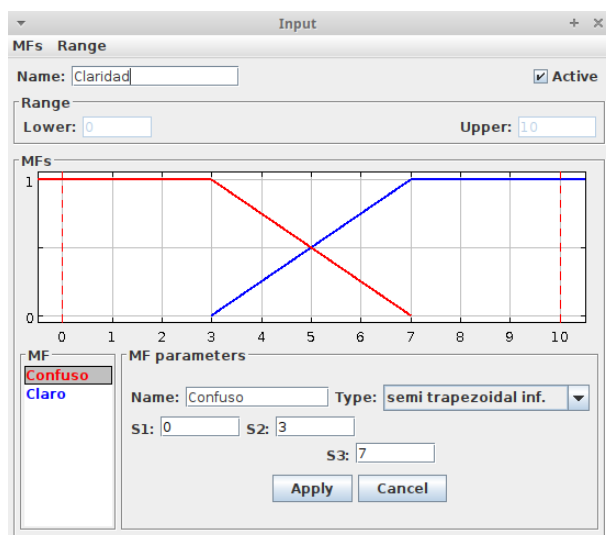 Input
MFs Range
Name: Claridad
Active
Range
Lower: 0
Upper: 10
MFs
1
0
0 1 2 3 4 5 6 7 8 9 10
MF
Confuso
Claro
MF parameters
Name: Confuso Type: semi trapezoidal inf.
S1: 0 S2: 3
S3: 7
Apply Cancel